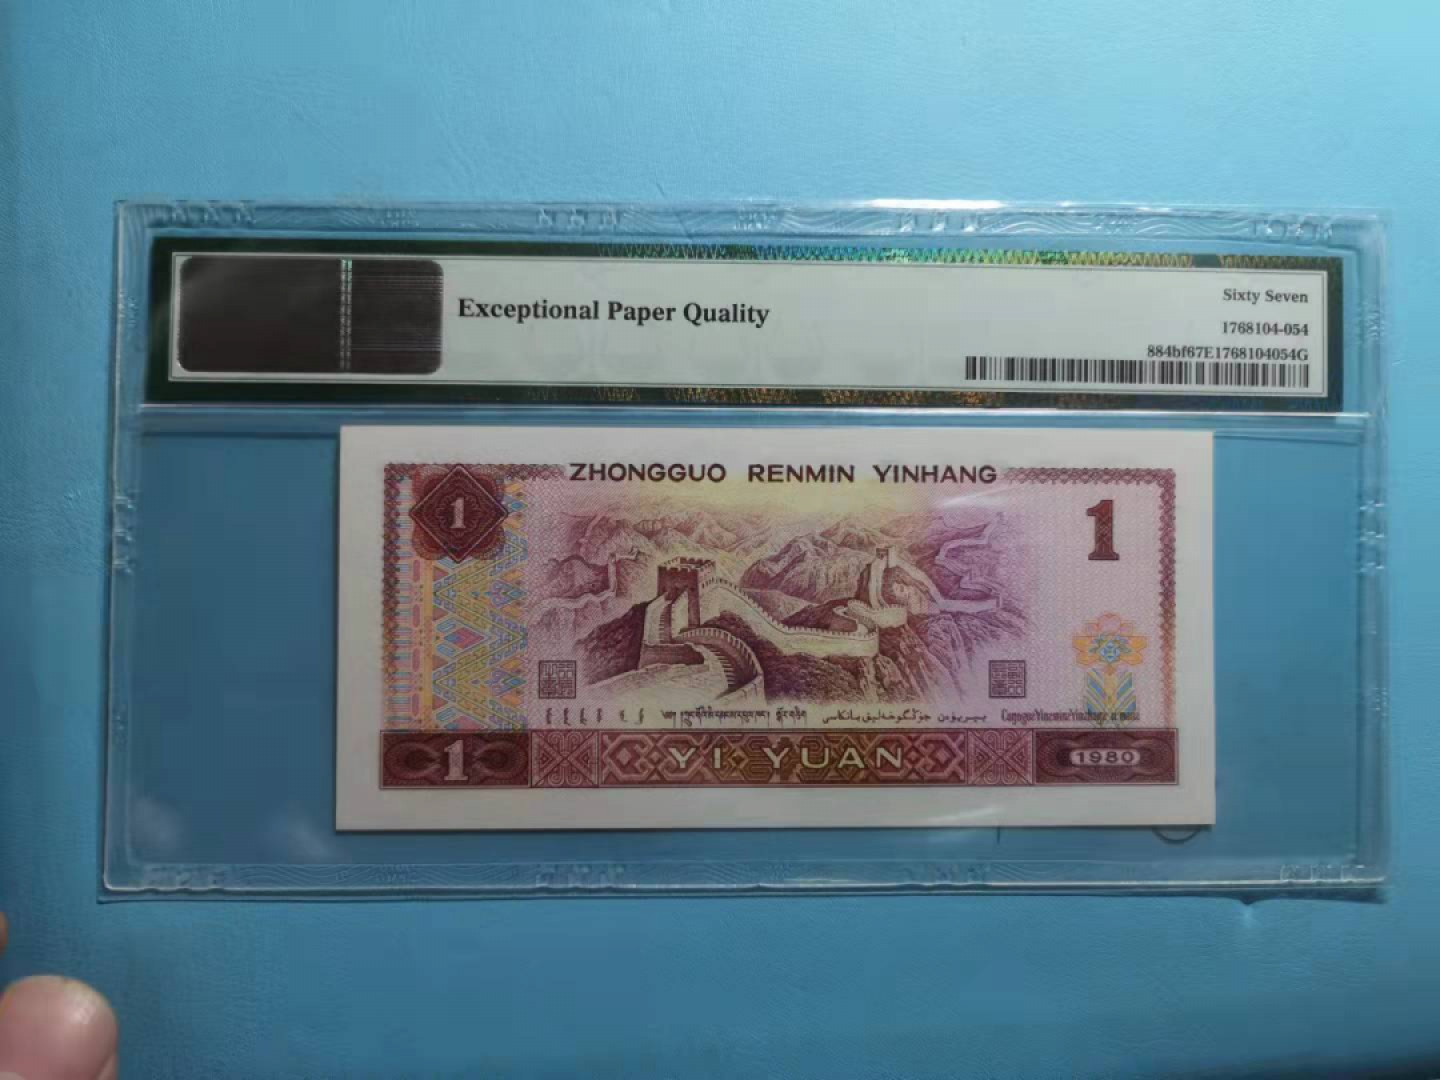 Exceptional Paper Quality
Sixty Seven
1768104-054
884bf67E1768104054G
ZHONGGUO RENMIN YINHANG
1
1
1
YI YUAN
1980